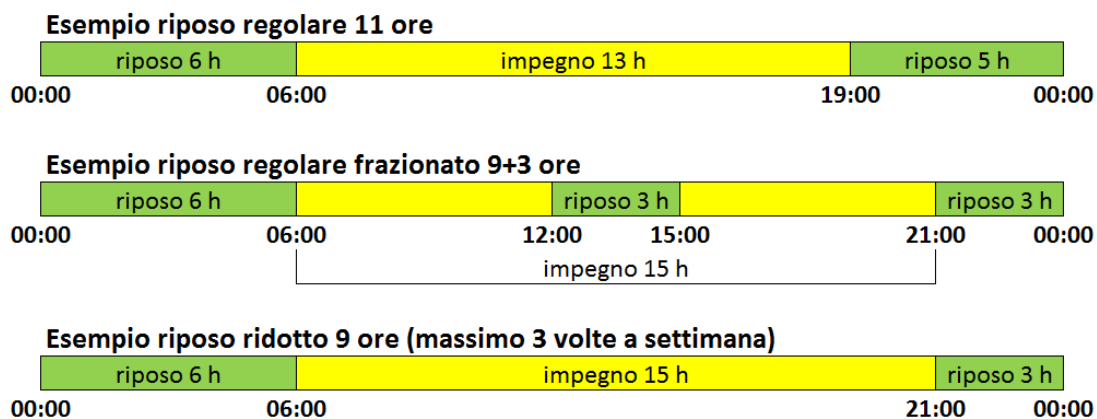 Esempio riposo regolare 11 ore
riposo 6 h impegno 13 h riposo 5 h
00:00 06:00 19:00 00:00
Esempio riposo regolare frazionato 9+3 ore
riposo 6 h riposo 3 h riposo 3 h
00:00 06:00 12:00 15:00 21:00 00:00
impegno 15 h
Esempio riposo ridotto 9 ore (massimo 3 volte a settimana)
riposo 6 h impegno 15 h riposo 3 h
00:00 06:00 21:00 00:00